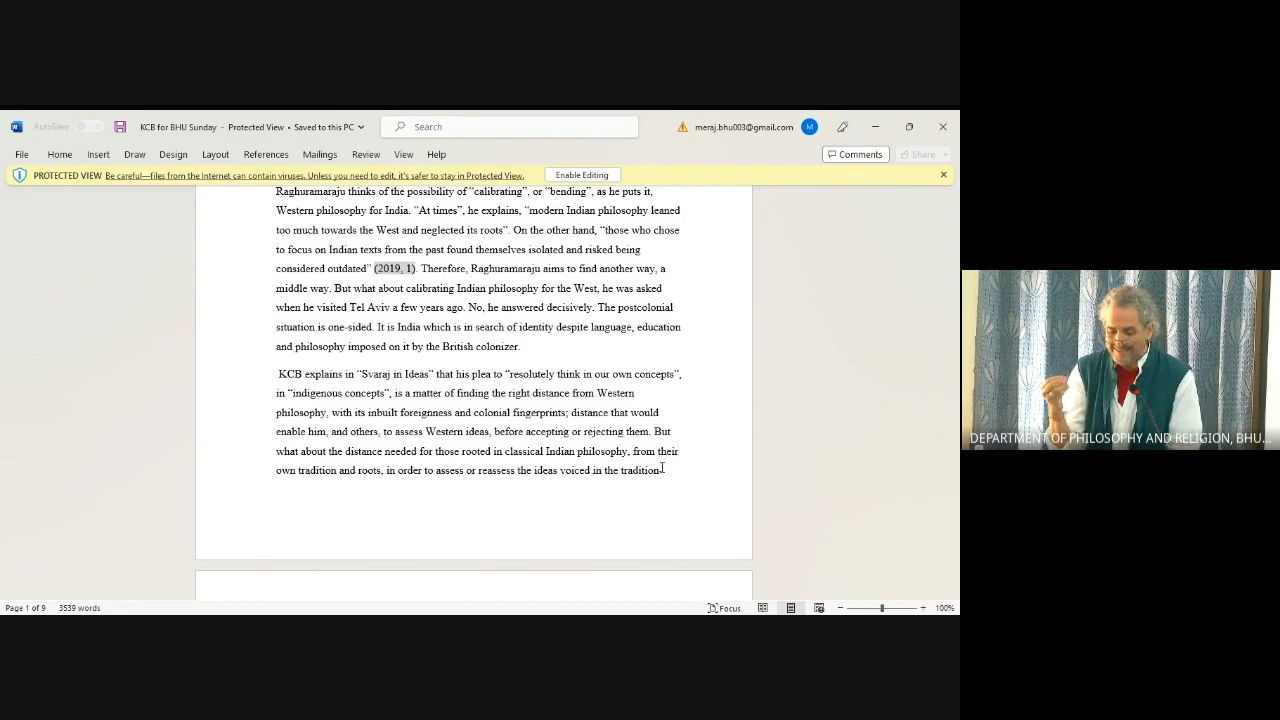 AutoSave
KCB for BHU Sunday - Protected View • Saved to this PC
Search
meraj.bhu003@gmail.com
M
File Home Insert Draw Design Layout References Mailings Review View Help
Comments
Share
PROTECTED VIEW Be careful—files from the Internet can contain viruses. Unless you need to edit, it's safer to stay in Protected View.
Enable Editing
Raghuramaraju thinks of the possibility of “calibrating”, or “bending”, as he puts it,
Western philosophy for India. “At times”, he explains, “modern Indian philosophy leaned
too much towards the West and neglected its roots”. On the other hand, “those who chose
to focus on Indian texts from the past found themselves isolated and risked being
considered outdated” (2019, 1). Therefore, Raghuramaraju aims to find another way, a
middle way. But what about calibrating Indian philosophy for the West, he was asked
when he visited Tel Aviv a few years ago. No, he answered decisively. The postcolonial
situation is one-sided. It is India which is in search of identity despite language, education
and philosophy imposed on it by the British colonizer.
KCB explains in “Svaraj in Ideas” that his plea to “resolutely think in our own concepts”,
in “indigenous concepts”, is a matter of finding the right distance from Western
philosophy, with its inbuilt foreignness and colonial fingerprints; distance that would
enable him, and others, to assess Western ideas, before accepting or rejecting them. But
what about the distance needed for those rooted in classical Indian philosophy, from their
own tradition and roots, in order to assess or reassess the ideas voiced in the tradition
DEPARTMENT OF PHILOSOPHY AND RELIGION, BHU...
Page 1 of 9 3539 words
Focus
100%